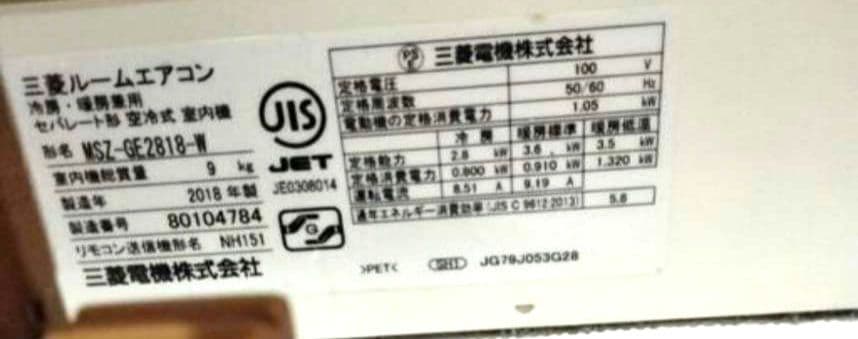 三菱ルームエアコン
冷房・暖房兼用
セパレート形 空冷式 室内機
形名 MSZ-GE2818-W
室内機総質量 9 kg
製造年 2018 年製
製造番号 80104784
リモコン送信機形名 NH151
三菱電機株式会社
JIS
JET
JE0308014
G
PS E 三菱電機株式会社
定格電圧 100 V
定格周波数 50/60 Hz
電動機の定格消費電力 1.05 kW
冷房 暖房標準 暖房低温
定格能力 2.8 kW 3.6 kW 3.5 kW
定格消費電力 0.800 kW 0.910 kW 1.320 kW
運転電流 8.51 A 9.19 A
通年エネルギー消費効率(JIS C 9612:2013) 5.8
>PET< JG79J053G28